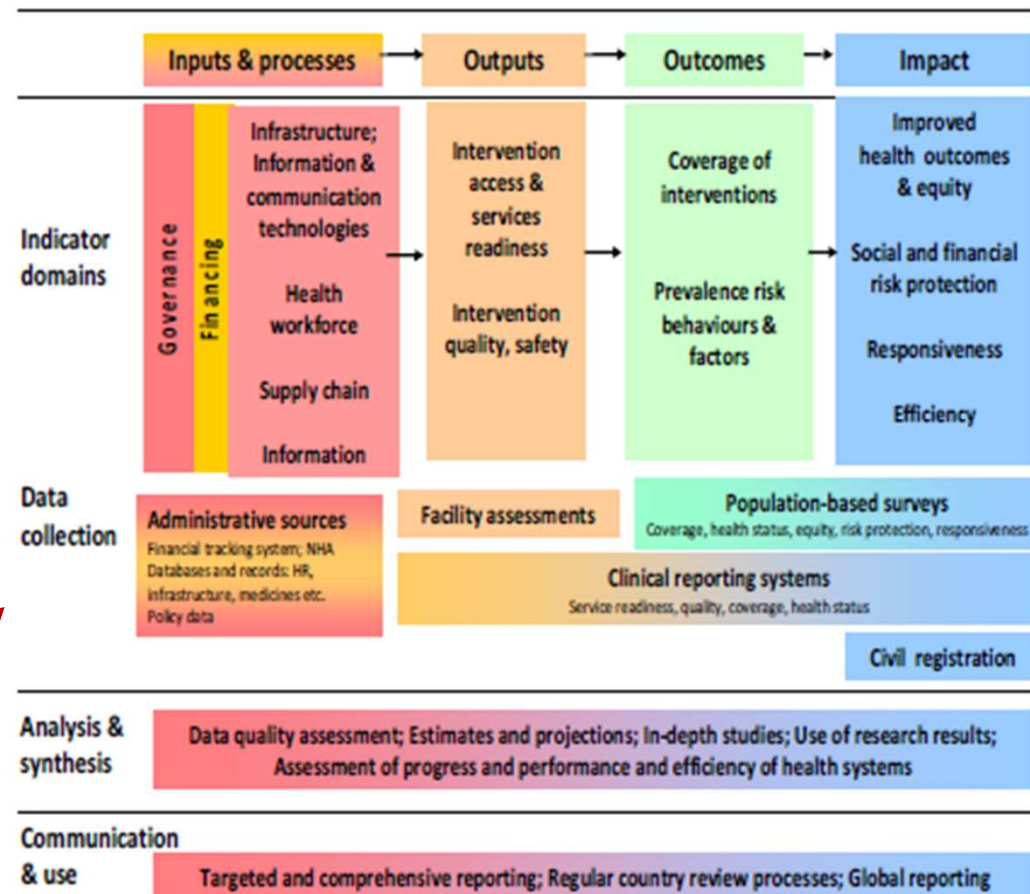 Inputs & processes
Outputs
Outcomes
Impact
Indicator
domains
Governance
Financing
Infrastructure;
Information &
communication
technologies
Health
workforce
Supply chain
Information
Intervention
access &
services
readiness
Intervention
quality, safety
Coverage of
interventions
Prevalence risk
behaviours &
factors
Improved
health outcomes
& equity
Social and financial
risk protection
Responsiveness
Efficiency
Data
collection
Administrative sources
Financial tracking system; NHA
Databases and records: HR,
infrastructure, medicines etc.
Policy data
Facility assessments
Population-based surveys
Coverage, health status, equity, risk protection, responsiveness
Clinical reporting systems
Service readiness, quality, coverage, health status
Civil registration
Analysis &
synthesis
Data quality assessment; Estimates and projections; In-depth studies; Use of research results;
Assessment of progress and performance and efficiency of health systems
Communication
& use
Targeted and comprehensive reporting; Regular country review processes; Global reporting